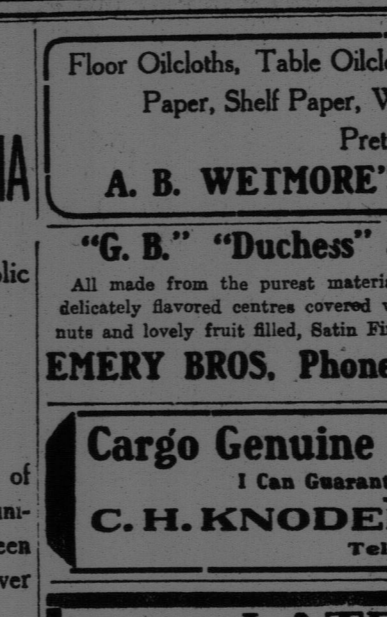 Floor Oilcloths, Table Oilcl
Paper, Shelf Paper, W
Pret
A. B. WETMORE'
IA
"G. B." "Duchess"
All made from the purest materi
delicately flavored centres covered
nuts and lovely fruit filled, Satin Fi
EMERY BROS. Phone
Cargo Genuine
I Can Guarant
C. H. KNODE
Tel
lic
of
uni-
een
ver